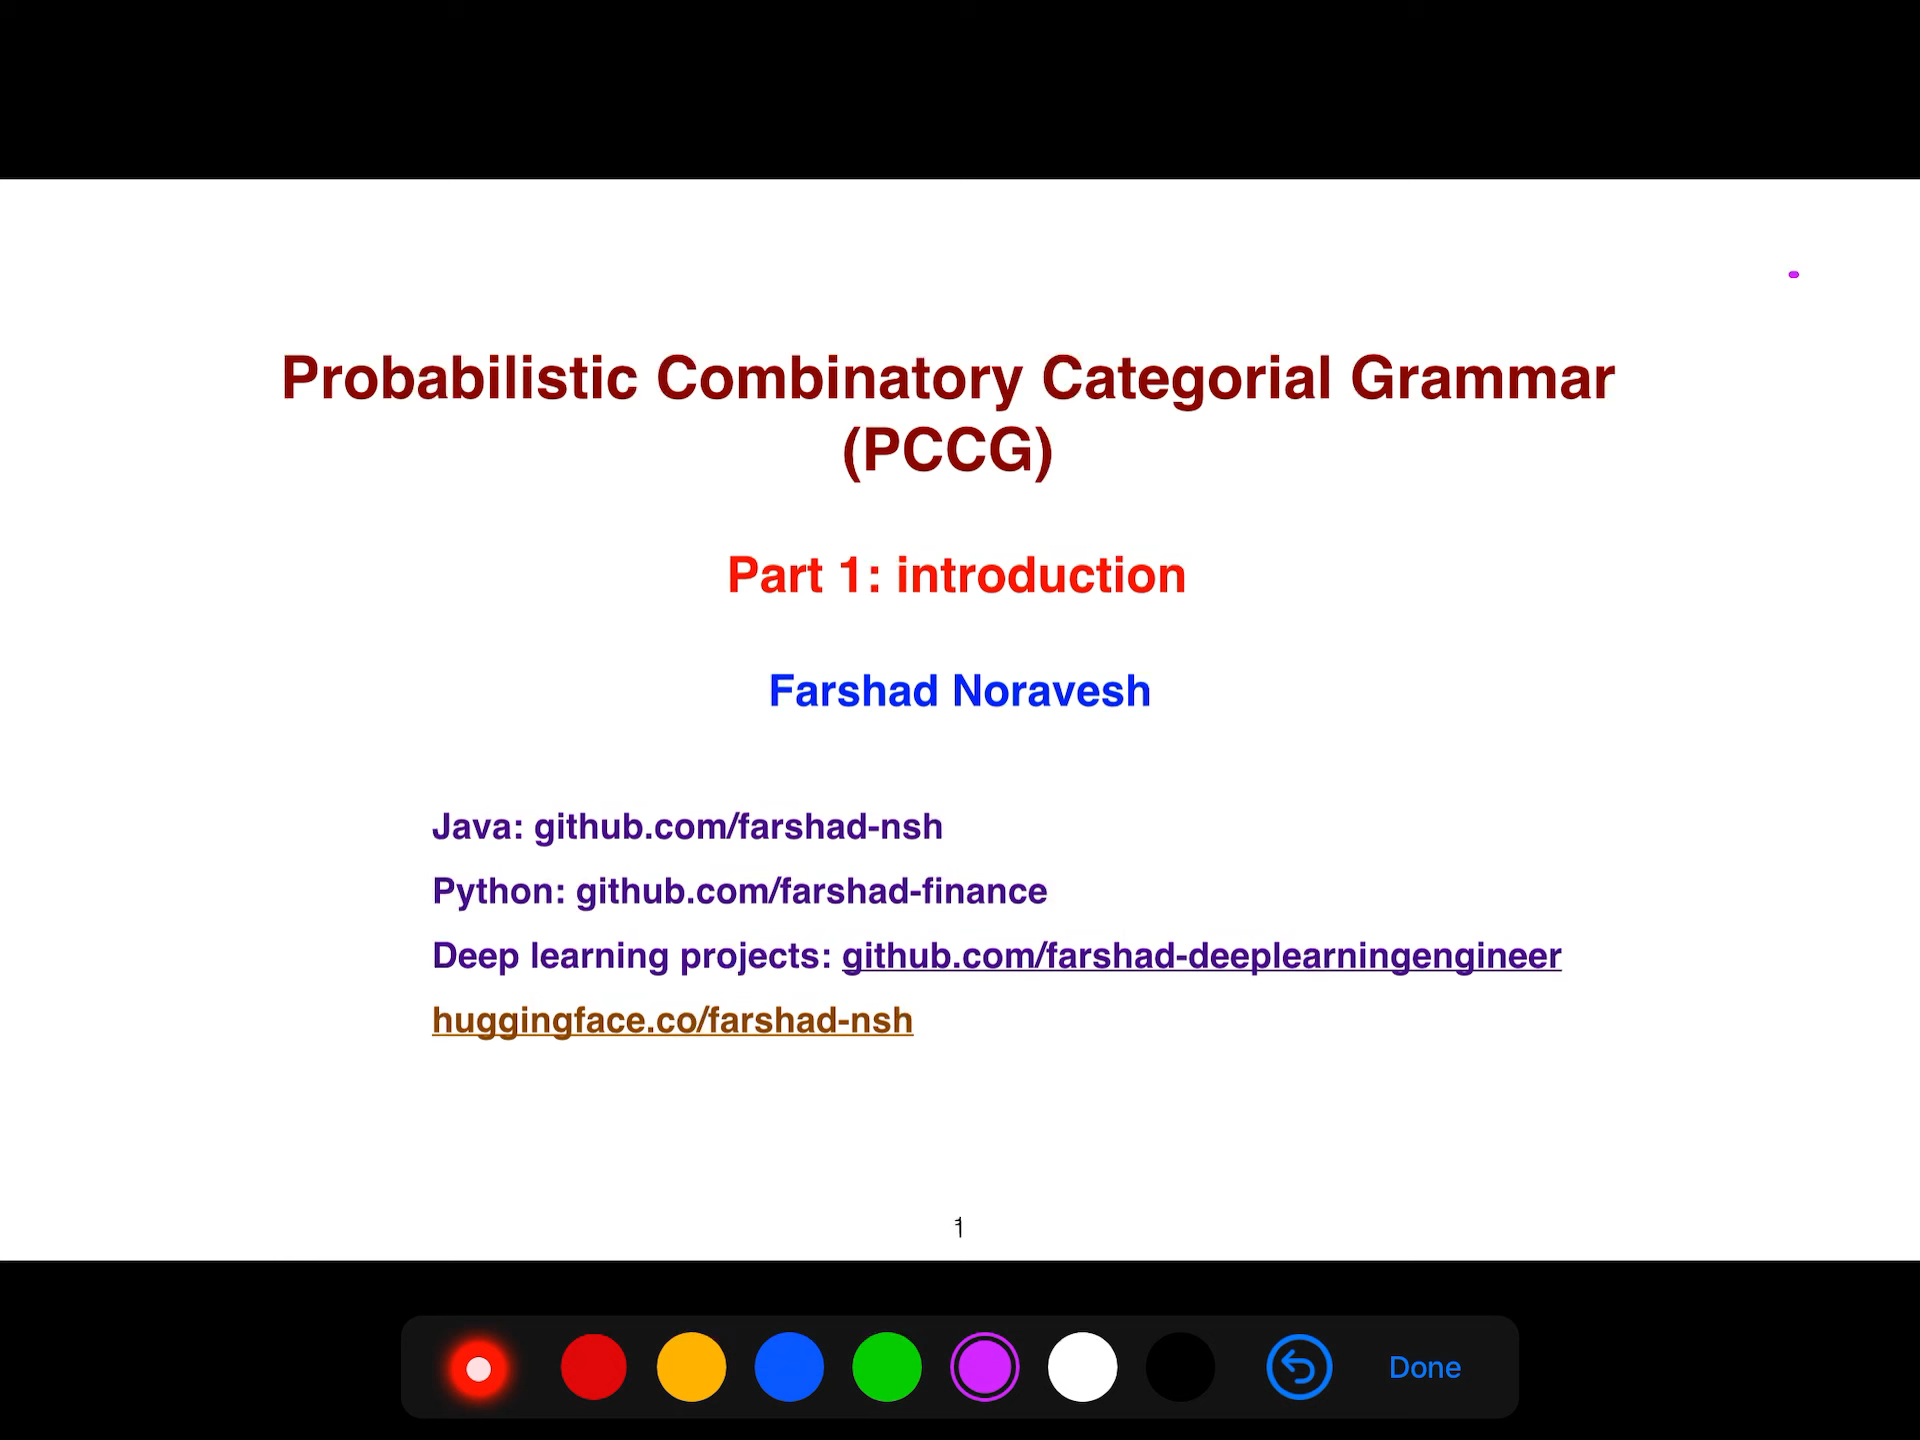 Probabilistic Combinatory Categorial Grammar
(PCCG)
Part 1: introduction
Farshad Noravesh
Java: github.com/farshad-nsh
Python: github.com/farshad-finance
Deep learning projects: github.com/farshad-deeplearningengineer
huggingface.co/farshad-nsh
1
Done